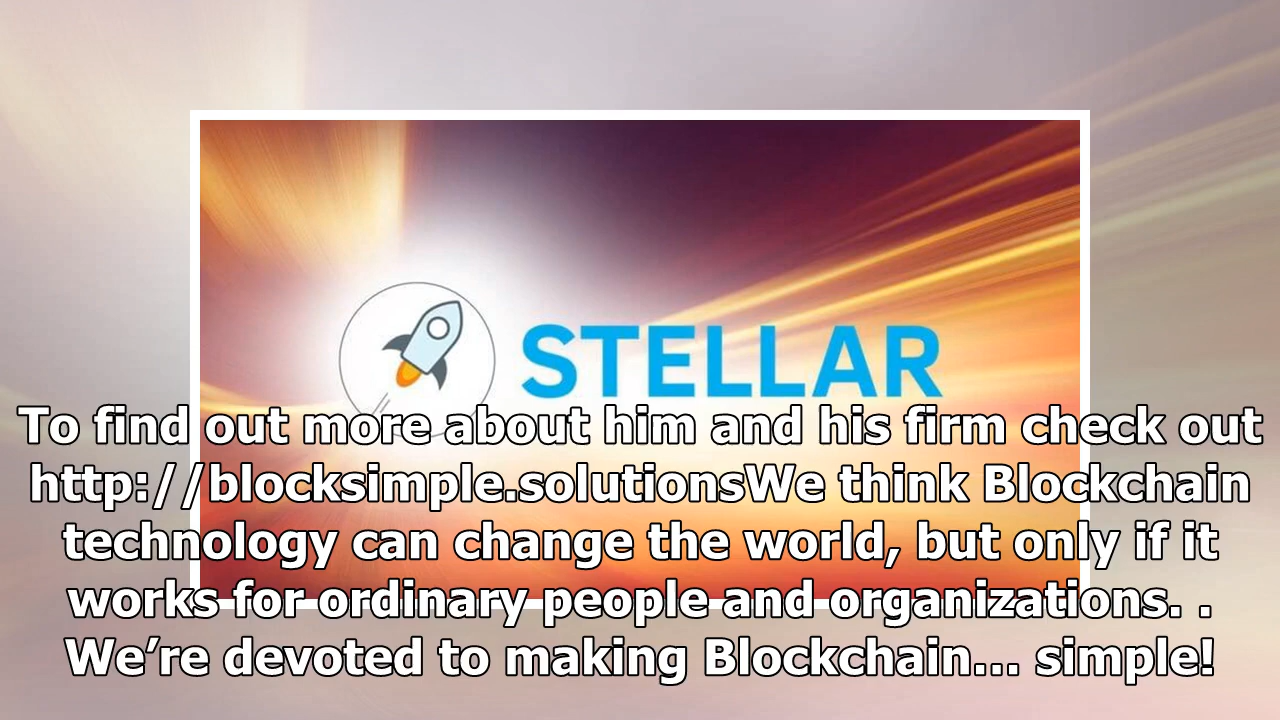 STELLAR
To find out more about him and his firm check out
http://blocksimple.solutionsWe think Blockchain
technology can change the world, but only if it
works for ordinary people and organizations. .
We’re devoted to making Blockchain... simple!